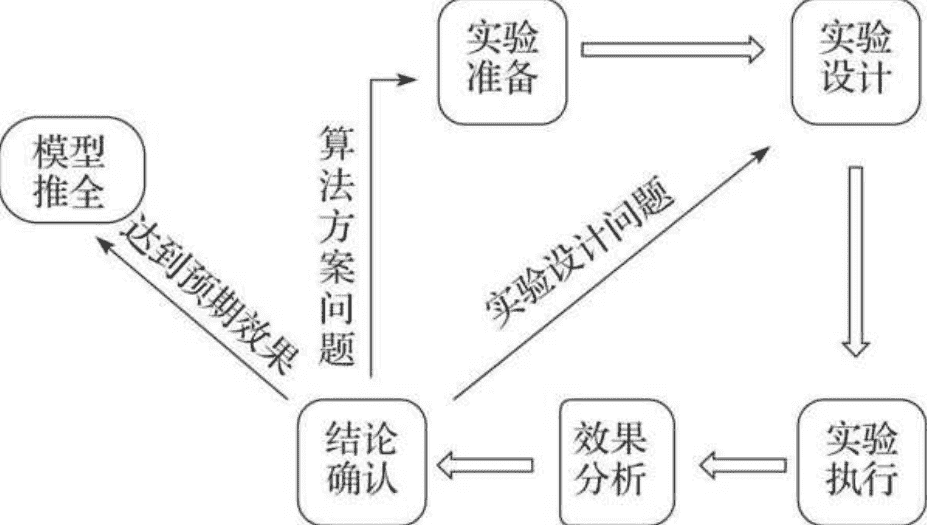 实验
准备
实验
设计
模型
推全
算法方案问题
达到预期效果
实验设计问题
结论
确认
效果
分析
实验
执行